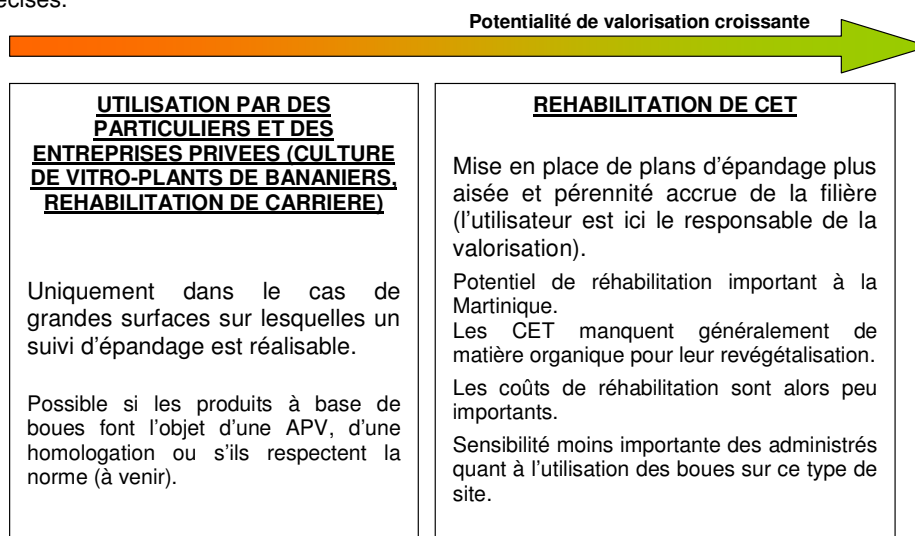 écises.
Potentialité de valorisation croissante
UTILISATION PAR DES
PARTICULIERS ET DES
ENTREPRISES PRIVEES (CULTURE
DE VITRO-PLANTS DE BANANIERS,
REHABILITATION DE CARRIERE)
Uniquement dans le cas de
grandes surfaces sur lesquelles un
suivi d'épandage est réalisable.
Possible si les produits à base de
boues font l'objet d'une APV, d'une
homologation ou s'ils respectent la
norme (à venir).
REHABILITATION DE CET
Mise en place de plans d'épandage plus
aisée et pérennité accrue de la filière
(l'utilisateur est ici le responsable de la
valorisation).
Potentiel de réhabilitation important à la
Martinique.
Les CET manquent généralement de
matière organique pour leur revégétalisation.
Les coûts de réhabilitation sont alors peu
importants.
Sensibilité moins importante des administrés
quant à l'utilisation des boues sur ce type de
site.